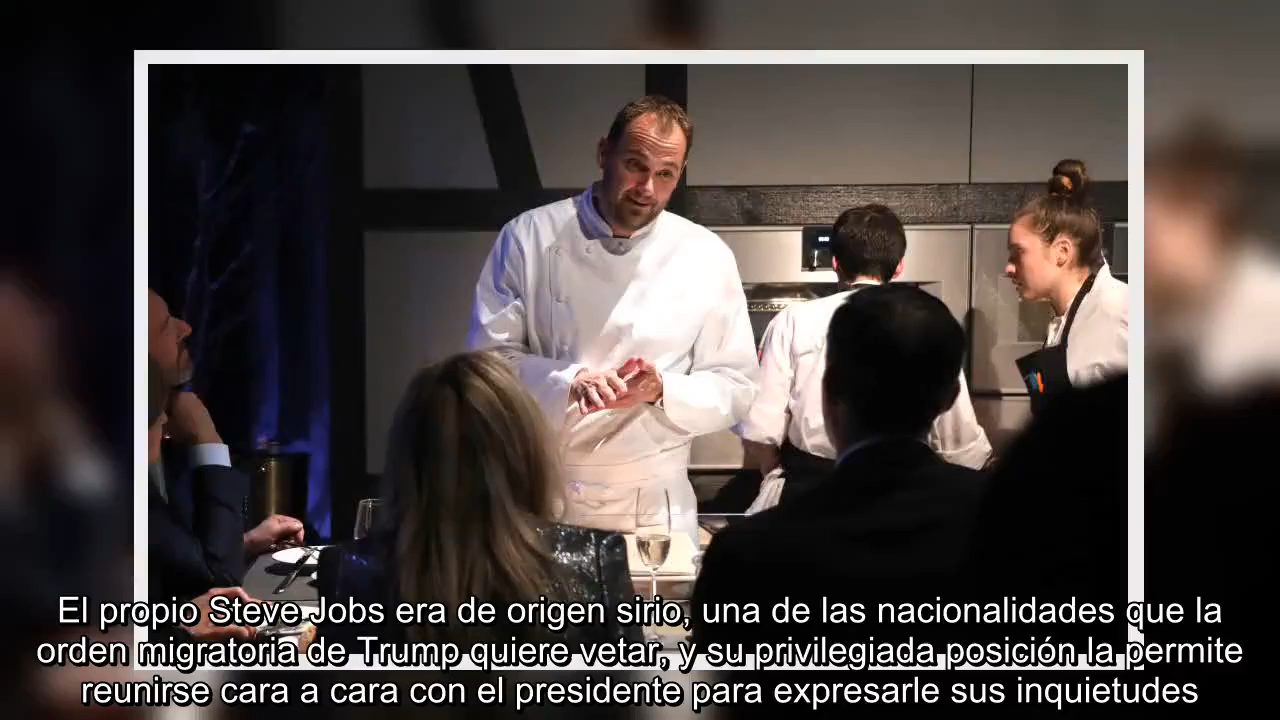 El propio Steve Jobs era de origen sirio, una de las nacionalidades que la
orden migratoria de Trump quiere vetar, y su privilegiada posición la permite
reunirse cara a cara con el presidente para expresarle sus inquietudes